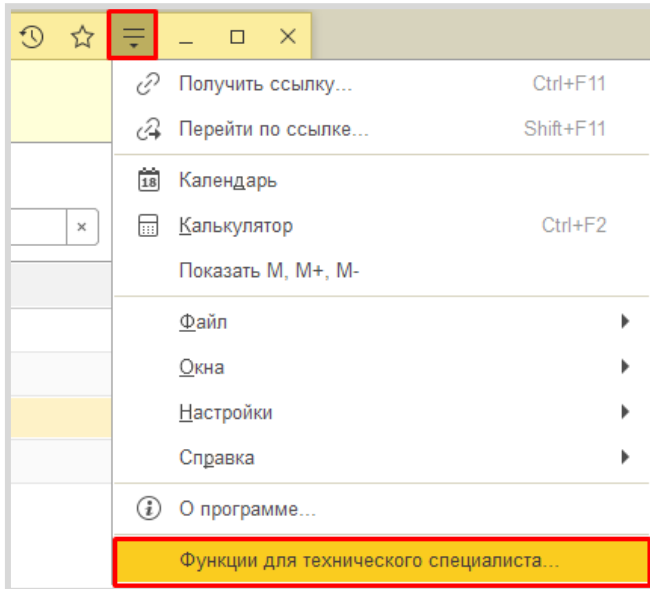 Получить ссылку... Ctrl+F11
Перейти по ссылке... Shift+F11
18 Календарь
Калькулятор Ctrl+F2
Показать M, M+, M-
Файл
Окна
Настройки
Справка
О программе...
Функции для технического специалиста...